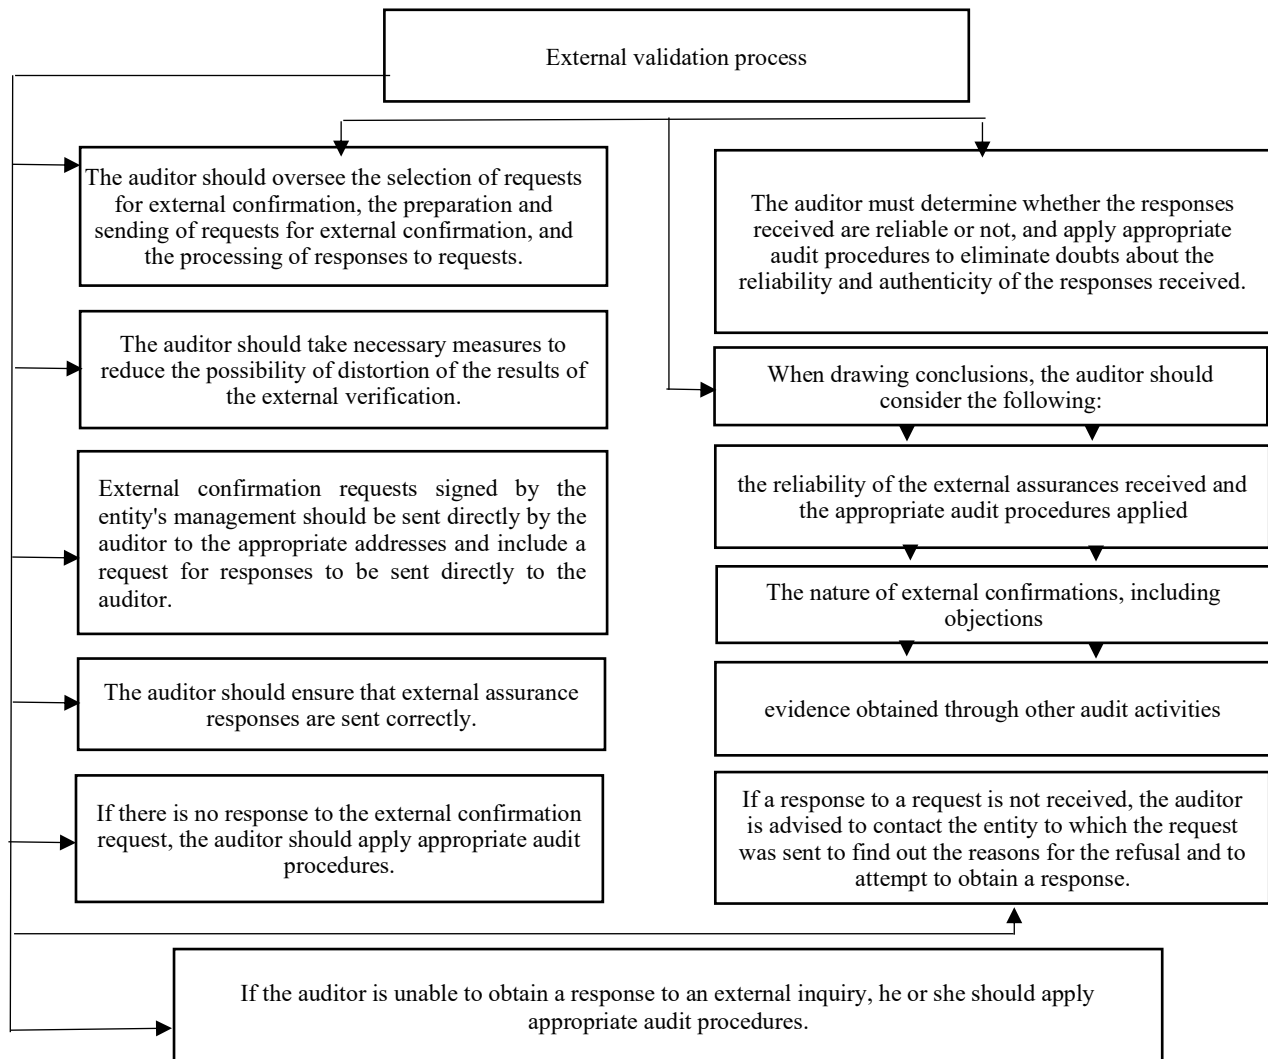 External validation process
The auditor should oversee the selection of requests
for external confirmation, the preparation and
sending of requests for external confirmation, and
the processing of responses to requests.
The auditor should take necessary measures to
reduce the possibility of distortion of the results of
the external verification.
External confirmation requests signed by the
entity's management should be sent directly by the
auditor to the appropriate addresses and include a
request for responses to be sent directly to the
auditor.
The auditor should ensure that external assurance
responses are sent correctly.
If there is no response to the external confirmation
request, the auditor should apply appropriate audit
procedures.
The auditor must determine whether the responses
received are reliable or not, and apply appropriate
audit procedures to eliminate doubts about the
reliability and authenticity of the responses received.
When drawing conclusions, the auditor should
consider the following:
the reliability of the external assurances received and
the appropriate audit procedures applied
The nature of external confirmations, including
objections
evidence obtained through other audit activities
If a response to a request is not received, the auditor
is advised to contact the entity to which the request
was sent to find out the reasons for the refusal and to
attempt to obtain a response.
If the auditor is unable to obtain a response to an external inquiry, he or she should apply
appropriate audit procedures.